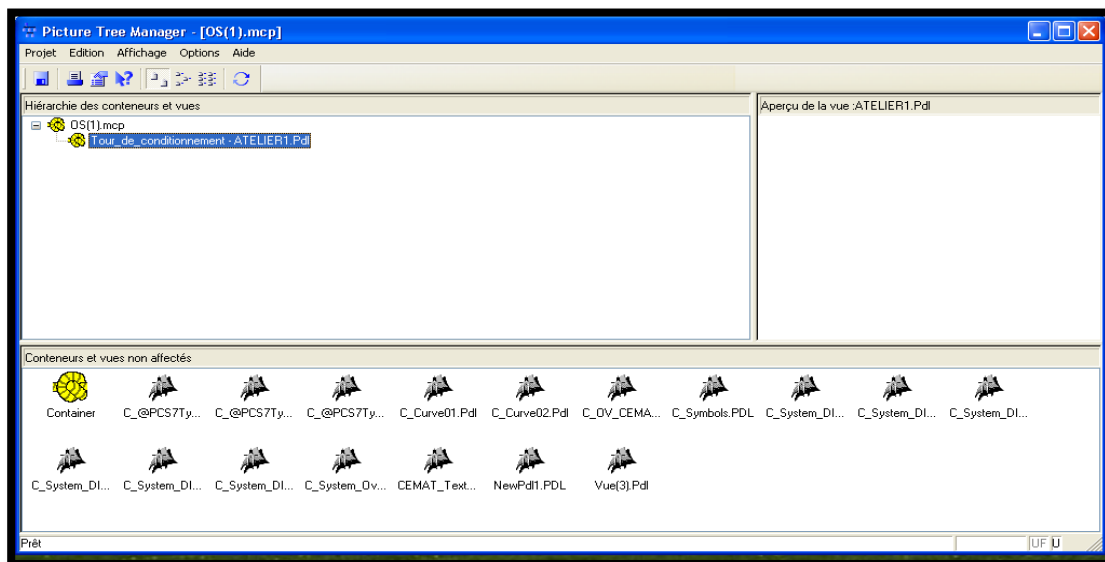 Picture Tree Manager - [OS(1).mcp]
Projet Edition Affichage Options Aide
Hiérarchie des conteneurs et vues
Aperçu de la vue :ATELIER1.Pdl
OS(1).mcp
Tour_de_conditionnement - ATELIER1.Pdl
Conteneurs et vues non affectés
Container C_@PCS7Ty... C_@PCS7Ty... C_@PCS7Ty... C_Curve01.Pdl C_Curve02.Pdl C_OV_CEMA... C_Symbols.PDL C_System_DI... C_System_DI... C_System_DI...
C_System_DI... C_System_DI... C_System_DI... C_System_Ov... CEMAT_Text... NewPdl1.PDL Vue(3).Pdl
Prêt UF U